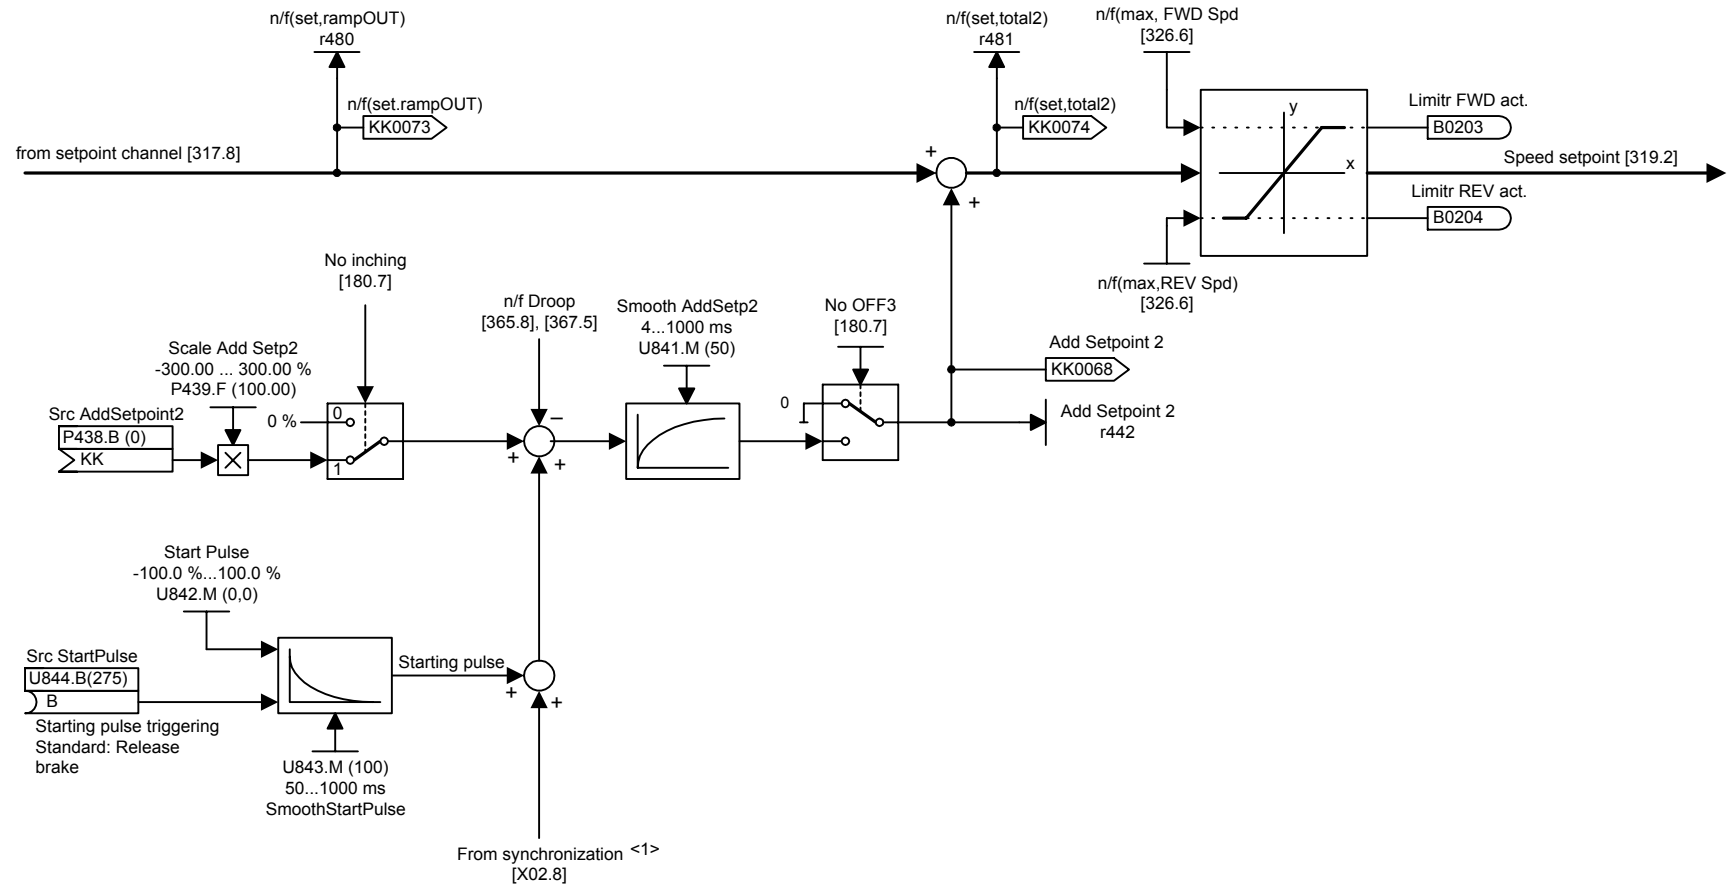 n/f(set,rampOUT)
r480
n/f(set.rampOUT)
KK0073
from setpoint channel [317.8]
n/f(set,total2)
r481
n/f(set,total2)
KK0074
+
+
n/f(max, FWD Spd
[326.6]
y
x
Limitr FWD act.
B0203
Speed setpoint [319.2]
Limitr REV act.
B0204
n/f(max,REV Spd)
[326.6]
No inching
[180.7]
n/f Droop
[365.8], [367.5]
Smooth AddSetp2
4...1000 ms
U841.M (50)
No OFF3
[180.7]
Add Setpoint 2
KK0068
Add Setpoint 2
r442
Scale Add Setp2
-300.00 ... 300.00 %
P439.F (100.00)
Src AddSetpoint2
P438.B (0)
KK
0 %
0
1
−
+
+
0
Start Pulse
-100.0 %...100.0 %
U842.M (0,0)
Src StartPulse
U844.B(275)
B
Starting pulse triggering
Standard: Release
brake
Starting pulse
+
+
U843.M (100)
50...1000 ms
SmoothStartPulse
From synchronization <1>
[X02.8]